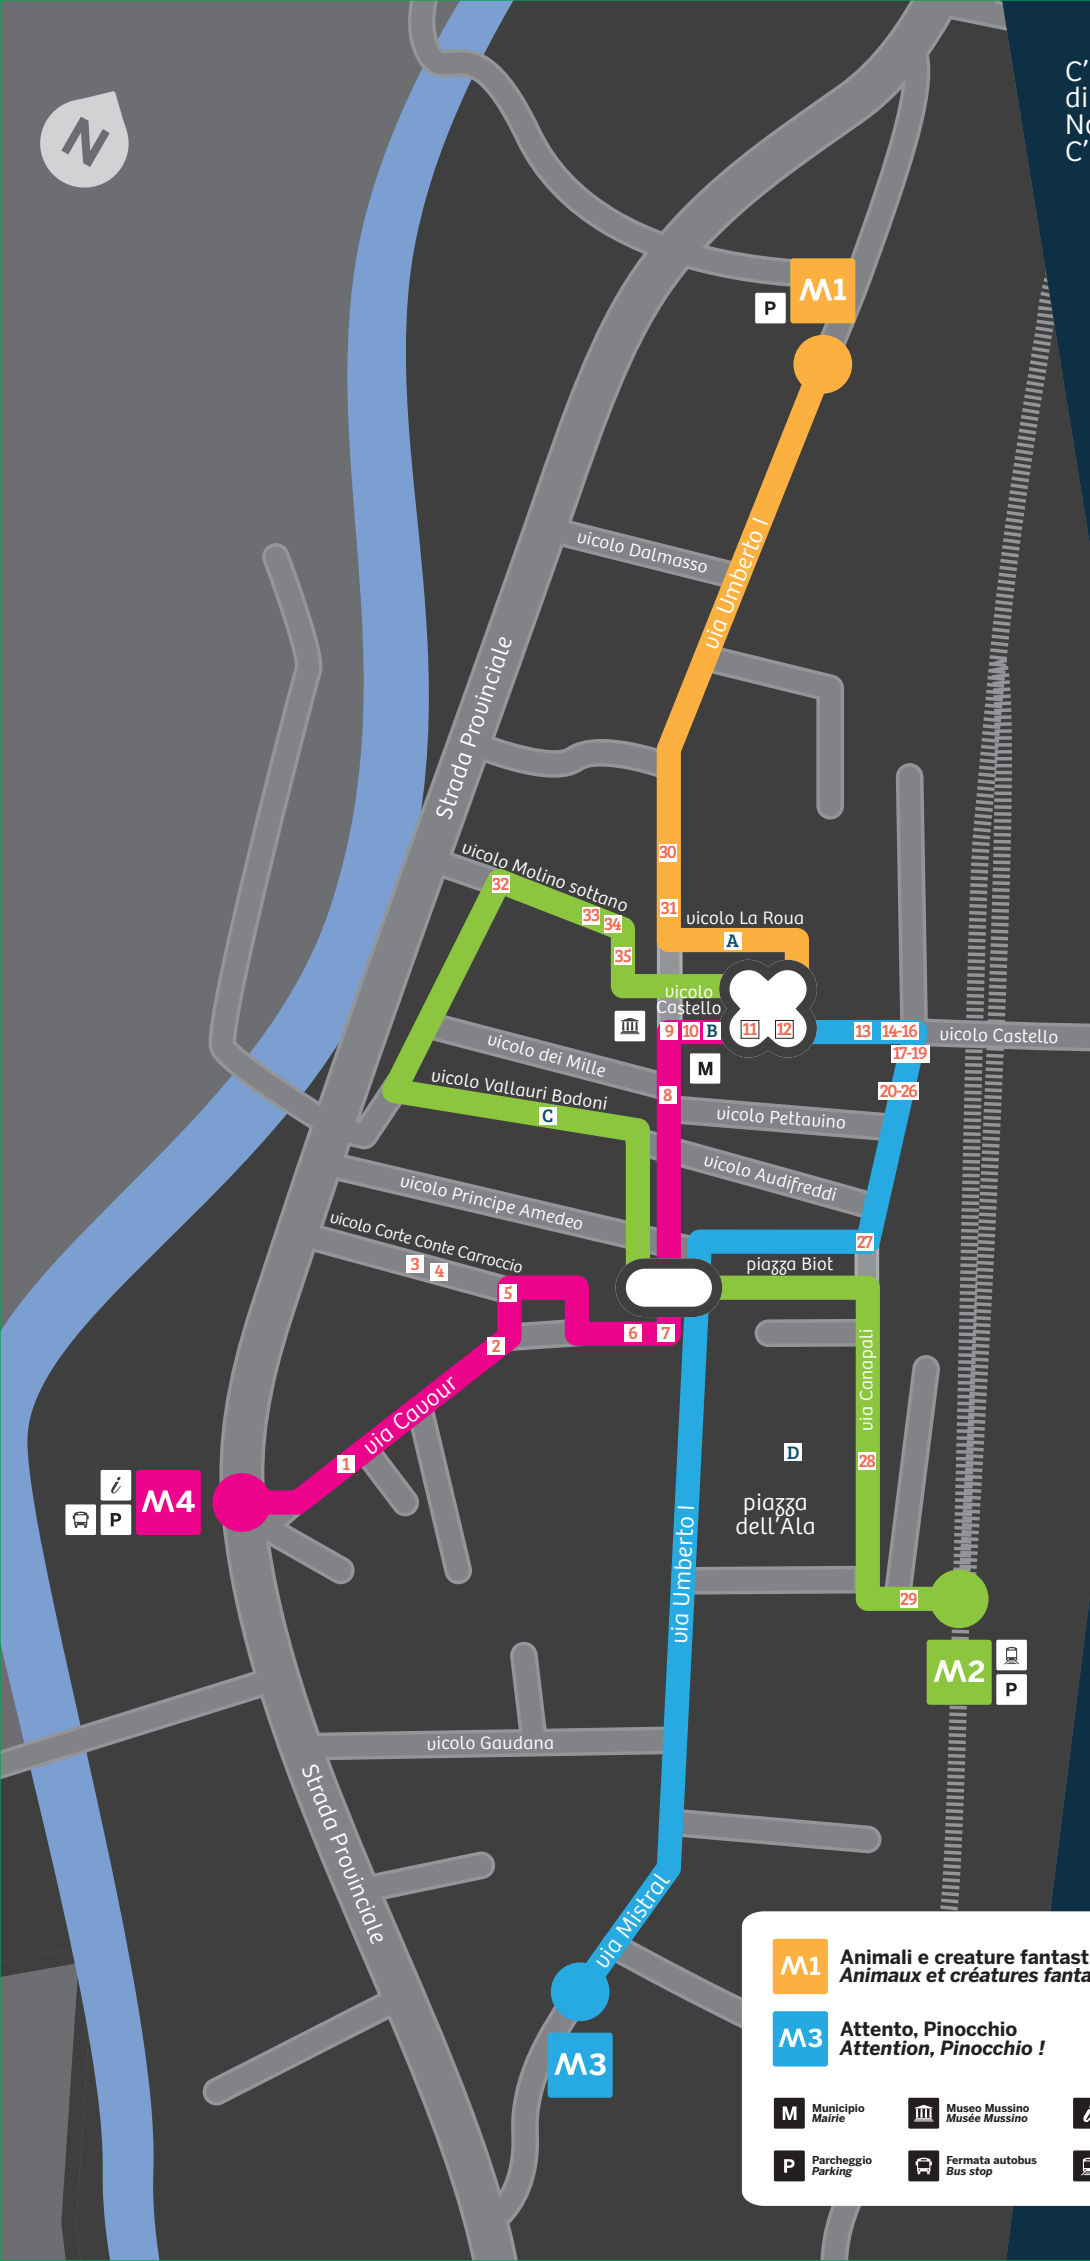 C'
di
No
C'
N
M1
P
vicolo Dalmasso
via Umberto I
Strada Provinciale
30
vicolo Molino sottano
32
33
34
31
vicolo La Roua
A
35
vicolo
Castello
9
10
B
11
12
13
14-16
vicolo Castello
17-19
vicolo dei Mille
M
20-26
vicolo Vallauri Bodoni
8
C
vicolo Pettavino
vicolo Audifreddi
vicolo Principe Amedeo
vicolo Corte Conte Carroccio
27
3
4
piazza Biot
5
6
7
2
via Canapali
via Cavour
D
1
28
i
M4
P
piazza
dell'Ala
via Umberto I
29
M2
P
vicolo Gaudana
Strada Provinciale
via Mistral
M3
M1
Animali e creature fantast
Animaux et créatures fanta
M3
Attento, Pinocchio
Attention, Pinocchio !
M
Municipio
Mairie
Museo Mussino
Musée Mussino
i
P
Parcheggio
Parking
Fermata autobus
Bus stop